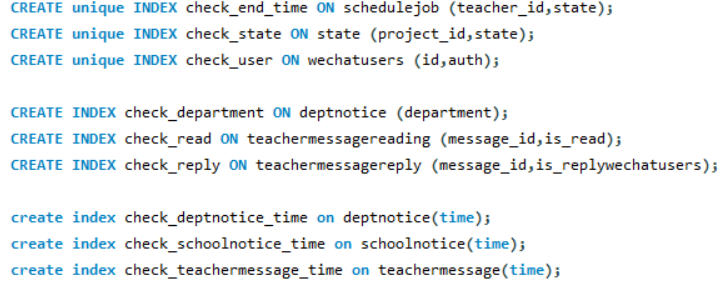 CREATE unique INDEX check_end_time ON schedulejob (teacher_id,state);
CREATE unique INDEX check_state ON state (project_id,state);
CREATE unique INDEX check_user ON wechatusers (id,auth);
CREATE INDEX check_department ON deptnotice (department);
CREATE INDEX check_read ON teachermessagereading (message_id,is_read);
CREATE INDEX check_reply ON teachermessagereply (message_id,is_replywechatusers);
create index check_deptnotice_time on deptnotice(time);
create index check_schoolnotice_time on schoolnotice(time);
create index check_teachermessage_time on teachermessage(time);